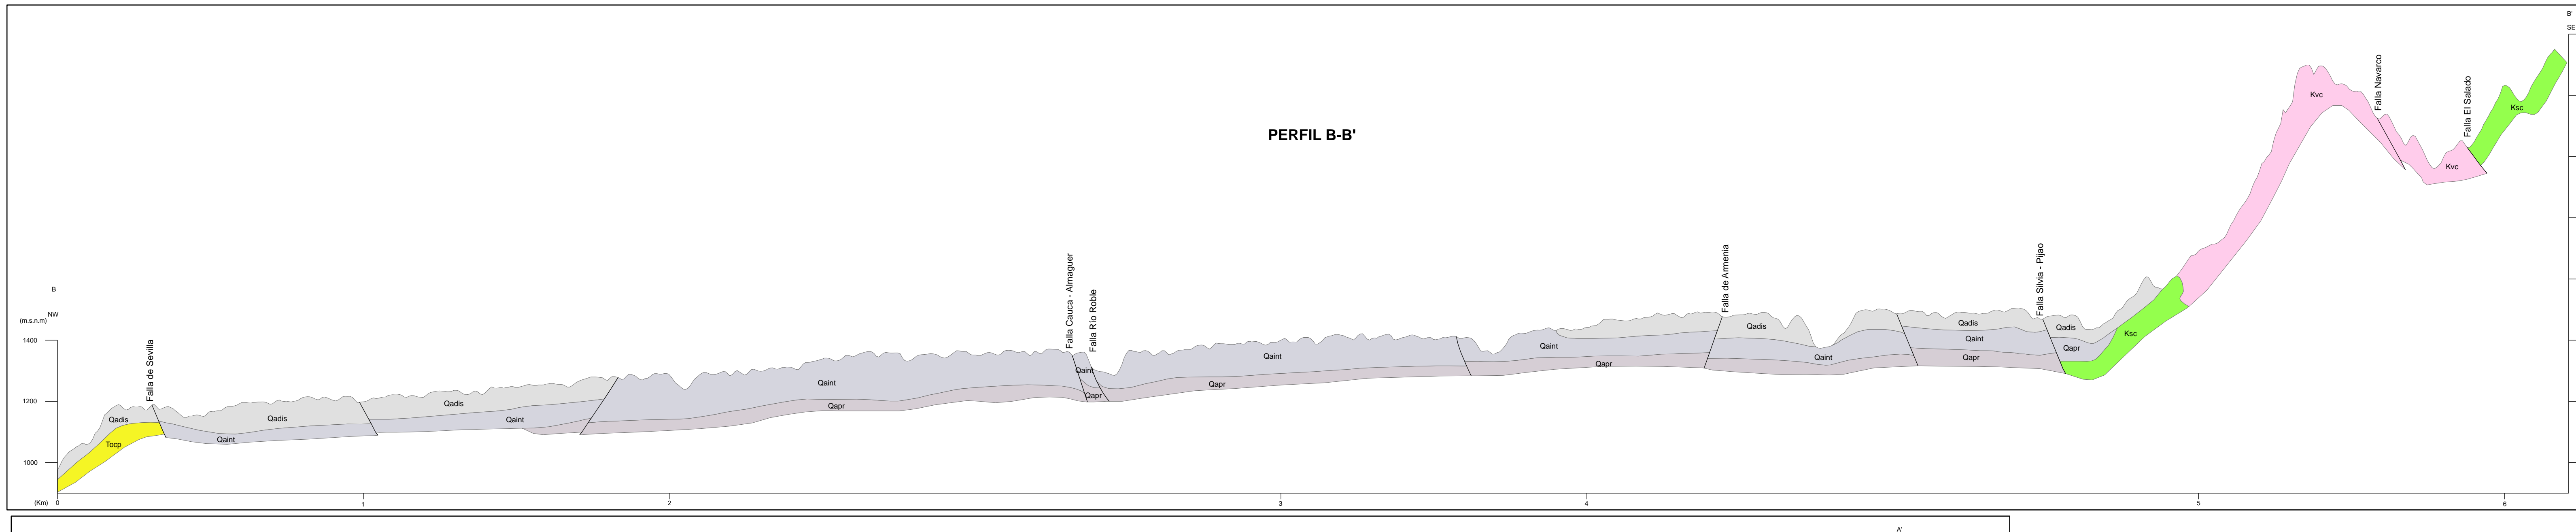 B'
SE
PERFIL B-B'
Kvc
Falla Navarco
Falla El Salado
Ksc
Kvc
B
NW
(m.s.n.m)
1400
1200
1000
Falla de Sevilla
Falla Cauca - Almaguer
Falla Río Roble
Falla de Armenia
Falla Silvia - Pijao
Qadis
Tocp
Qadis
Qaint
Qadis
Qaint
Qaint
Qapr
Qaint
Qapr
Qaint
Qapr
Qaint
Qapr
Qadis
Qaint
Qadis
Qaint
Qapr
Qadis
Qapr
Ksc
(Km)
0
1
2
3
4
5
6
A'